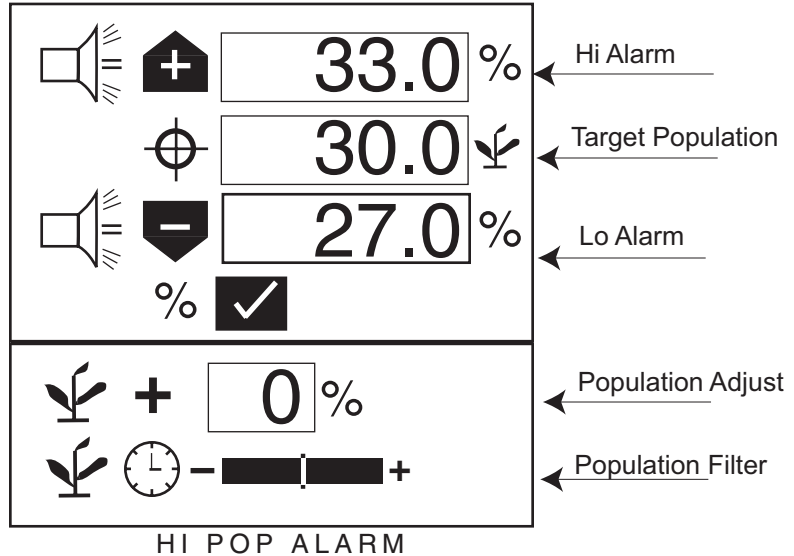 33.0 % Hi Alarm
30.0 Target Population
27.0 % Lo Alarm
%
+ 0 % Population Adjust
- + Population Filter
HI POP ALARM